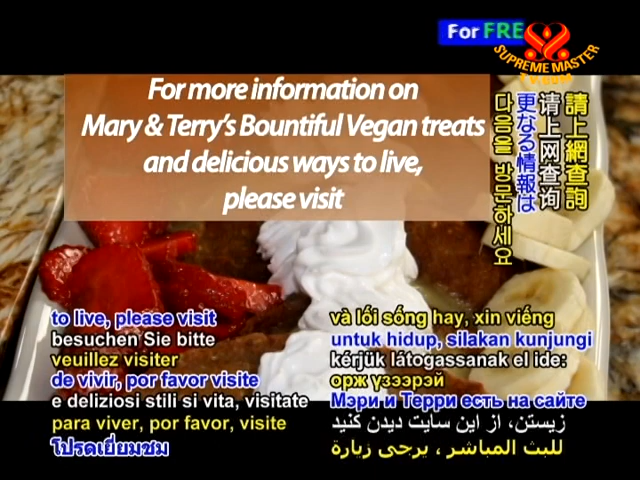 For FRE
SUPREME MASTER
TV.COM
For more information on
Mary & Terry's Bountiful Vegan treats
and delicious ways to live,
please visit
請上網查詢
请上网查询
更なる情報は
다음을 방문하세요
to live, please visit
besuchen Sie bitte
veuillez visiter
de vivir, por favor visite
e deliziosi stili si vita, visitate
para viver, por favor, visite
โปรดเยี่ยมชม
và lối sống hay, xin viếng
untuk hidup, silakan kunjungi
kérjük látogassanak el ide:
орж үзээрэй
Мэри и Терри есть на сайте
زیستن، از این سایت دیدن کنید
للبث المباشر ، يرجى زيارة